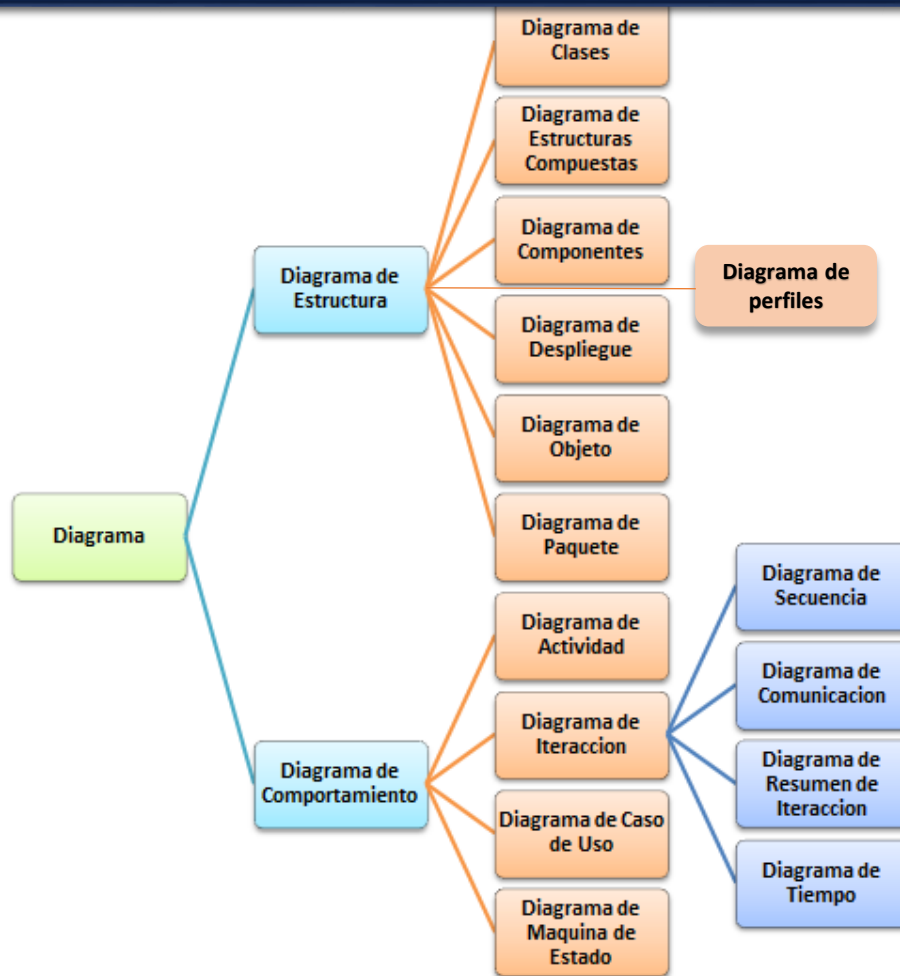 Diagrama de
Clases
Diagrama de
Estructuras
Compuestas
Diagrama de
Componentes
Diagrama de
perfiles
Diagrama de
Estructura
Diagrama de
Despliegue
Diagrama de
Objeto
Diagrama
Diagrama de
Paquete
Diagrama de
Secuencia
Diagrama de
Actividad
Diagrama de
Comunicacion
Diagrama de
Iteraccion
Diagrama de
Comportamiento
Diagrama de
Resumen de
Iteraccion
Diagrama de Caso
de Uso
Diagrama de
Tiempo
Diagrama de
Maquina de
Estado